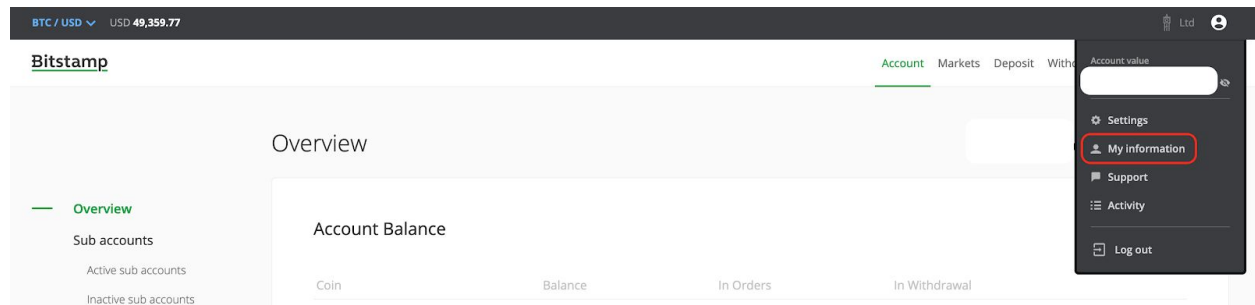 BTC / USD USD 49,359.77 Ltd
Bitstamp
Account Markets Deposit
Account value
Settings
My information
Support
Activity
Log out
Overview
Overview
Sub accounts
Active sub accounts
Inactive sub accounts
Account Balance
Coin Balance In Orders In Withdrawal